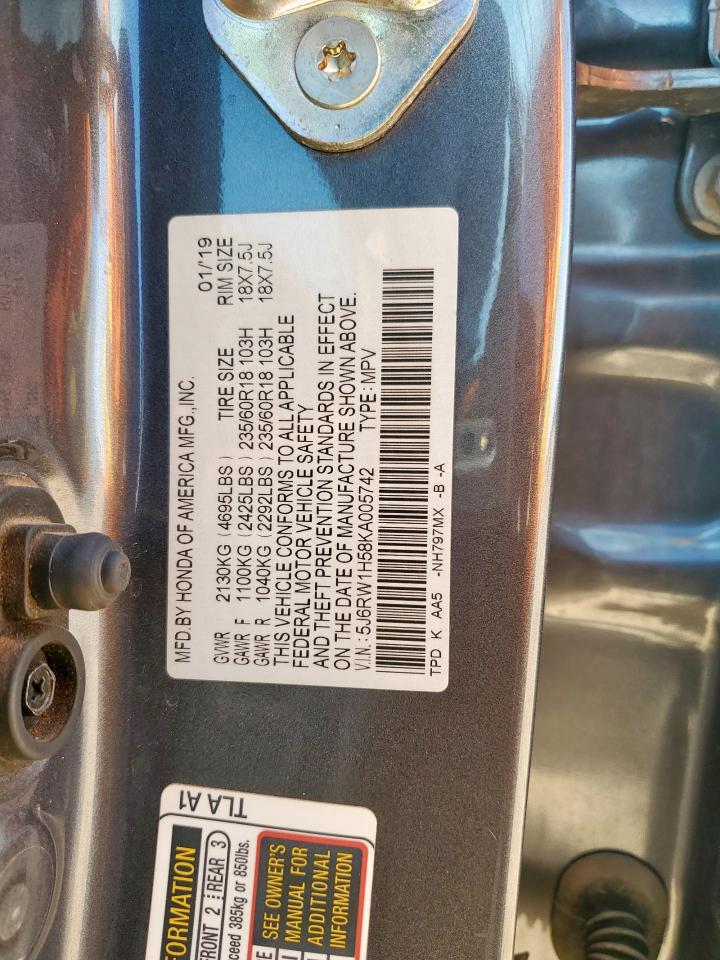 MFD.BY HONDA OF AMERICA MFG.,INC. 01/'19
GVWR 2130KG (4695LBS) TIRE SIZE RIM SIZE
GAWR F 1100KG (2425LBS) 235/60R18 103H 18X7.5J
GAWR R 1040KG (2292LBS) 235/60R18 103H 18X7.5J
THIS VEHICLE CONFORMS TO ALL APPLICABLE
FEDERAL MOTOR VEHICLE SAFETY
AND THEFT PREVENTION STANDARDS IN EFFECT
ON THE DATE OF MANUFACTURE SHOWN ABOVE.
V.I.N.: 5J6RW1H58KA005742 TYPE: MPV
TPD K AA5 -NH797MX -B -A
TLA A1
FRONT 2 REAR 3
385kg or 850lbs.
SEE OWNER'S
MANUAL FOR
ADDITIONAL
INFORMATION